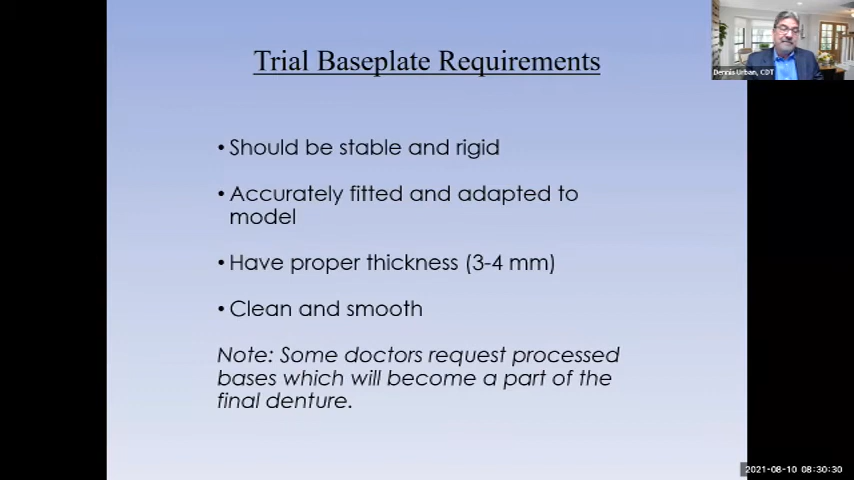 Trial Baseplate Requirements
Dennis Urban, CDT
• Should be stable and rigid
• Accurately fitted and adapted to
model
• Have proper thickness (3-4 mm)
• Clean and smooth
Note: Some doctors request processed
bases which will become a part of the
final denture.
2021-08-10 08:30:30